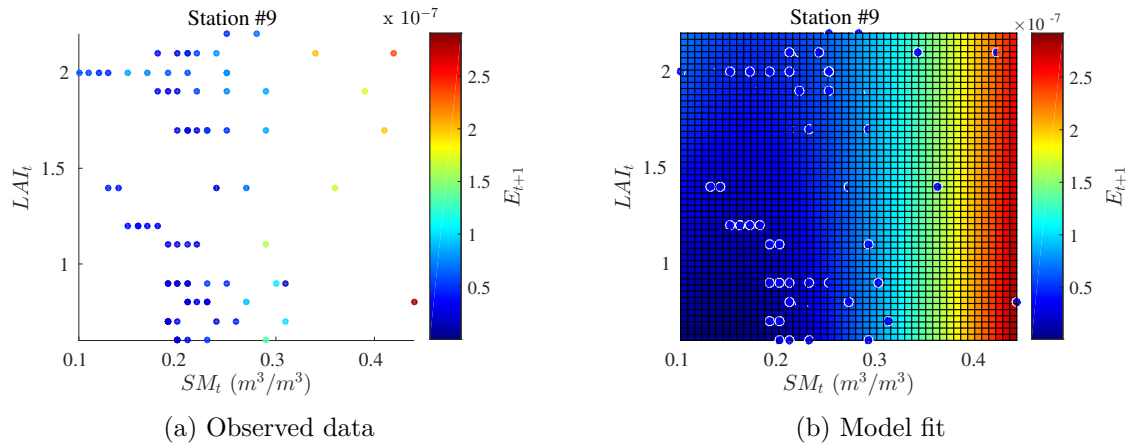 Station #9
x 10^-7
2.5
2
1.5
1
0.5
E_{t+1}
2
1.5
1
LAI_t
0.1
0.2
0.3
0.4
SM_t (m^3/m^3)
(a) Observed data
Station #9
×10^-7
2.5
2
1.5
1
0.5
E_{t+1}
2
1.5
1
LAI_t
0.1
0.2
0.3
0.4
SM_t (m^3/m^3)
(b) Model fit